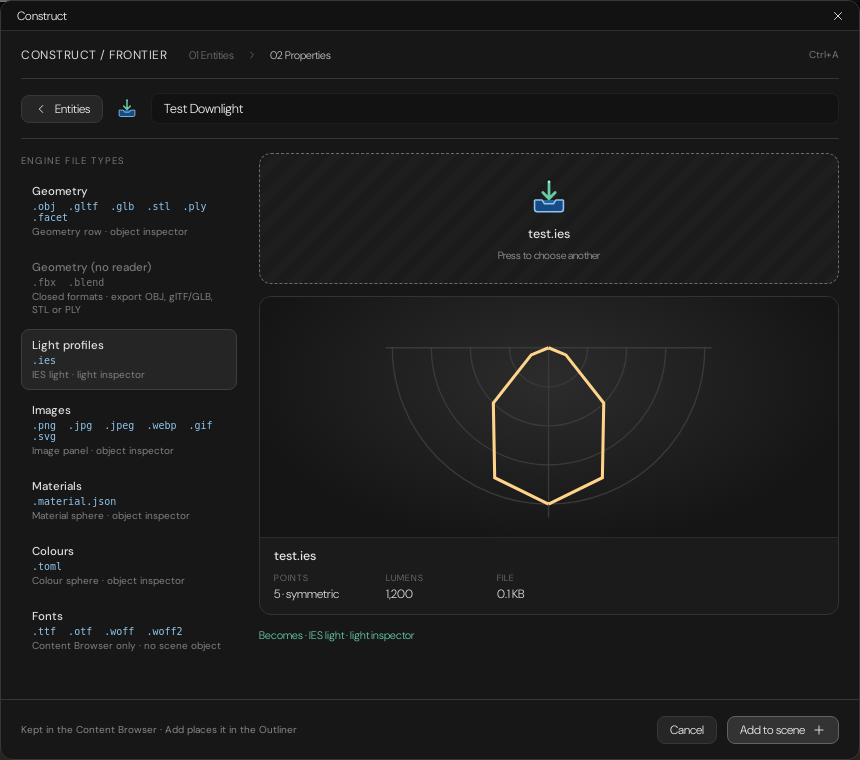 Construct
CONSTRUCT / FRONTIER 01 Entities 02 Properties Ctrl+A
Entities Test Downlight
ENGINE FILE TYPES
Geometry
.obj .gltf .glb .stl .ply
.facet
Geometry row · object inspector
Geometry (no reader)
.fbx .blend
Closed formats · export OBJ, glTF/GLB,
STL or PLY
Light profiles
.ies
IES light · light inspector
Images
.png .jpg .jpeg .webp .gif
.svg
Image panel · object inspector
Materials
.material.json
Material sphere · object inspector
Colours
.toml
Colour sphere · object inspector
Fonts
.ttf .otf .woff .woff2
Content Browser only · no scene object
test.ies
Press to choose another
test.ies
POINTS LUMENS FILE
5 · symmetric 1,200 0.1 KB
Becomes · IES light · light inspector
Kept in the Content Browser · Add places it in the Outliner
Cancel Add to scene